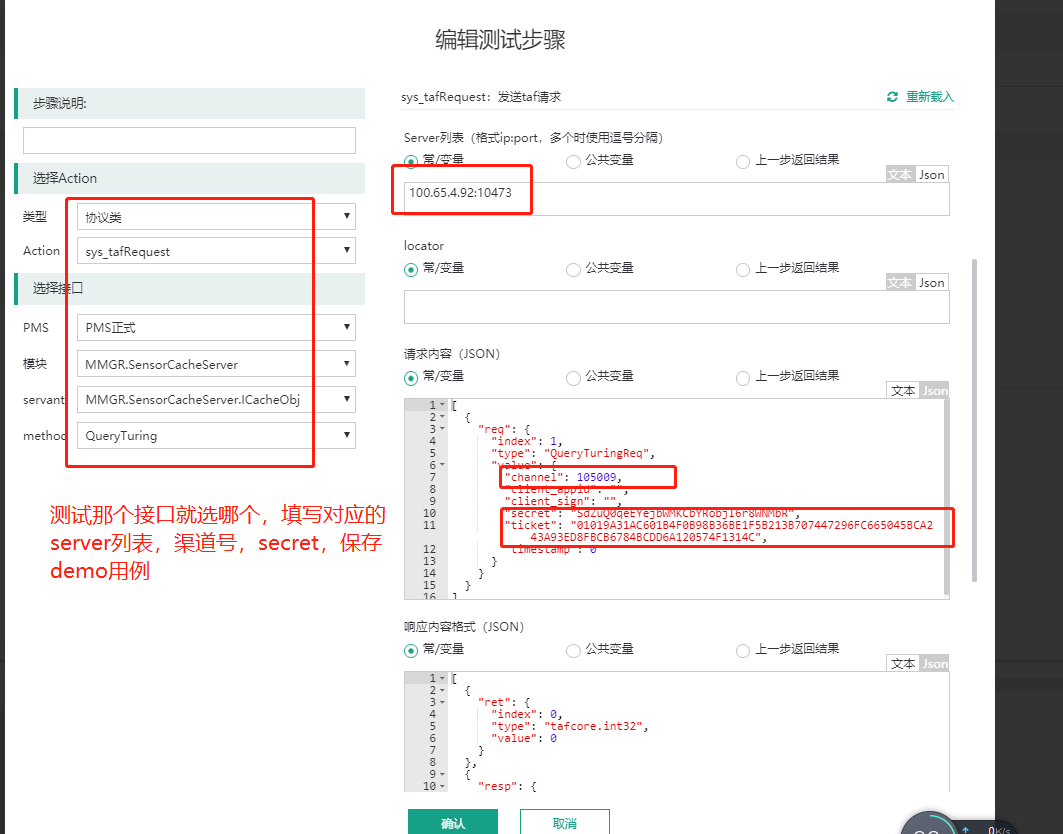 编辑测试步骤
步骤说明:
选择Action
类型
协议类
Action
sys_tafRequest
选择接口
PMS
PMS正式
模块
MMGR.SensorCacheServer
servant
MMGR.SensorCacheServer.ICacheObj
method
QueryTuring
测试那个接口就选哪个，填写对应的
server列表，渠道号，secret，保存
demo用例
sys_tafRequest：发送taf请求
重新载入
Server列表（格式ip:port，多个时使用逗号分隔）
常/变量
公共变量
上一步返回结果
文本 Json
100.65.4.92:10473
locator
常/变量
公共变量
上一步返回结果
文本 Json
请求内容（JSON）
常/变量
公共变量
上一步返回结果
文本 Json
1 [
2 {
3 "req": {
4 "index": 1,
5 "type": "QueryTuringReq",
6 "value": {
7 "channel": 105009,
8 "client_appid": "",
9 "client_sign": "",
10 
11 "ticket": "01019A31AC601B4F0B98B36BE1F5B213B707447296FC665045BCA2
43A93ED8FBCB6784BCDD6A120574F1314C",
12 "timestamp": 0
13 }
14 }
15 }
16 ]
响应内容格式（JSON）
常/变量
公共变量
上一步返回结果
文本 Json
1 [
2 {
3 "ret": {
4 "index": 0,
5 "type": "tafcore.int32",
6 "value": 0
7 }
8 },
9 {
10 "resp": {
确认
取消
0K/s